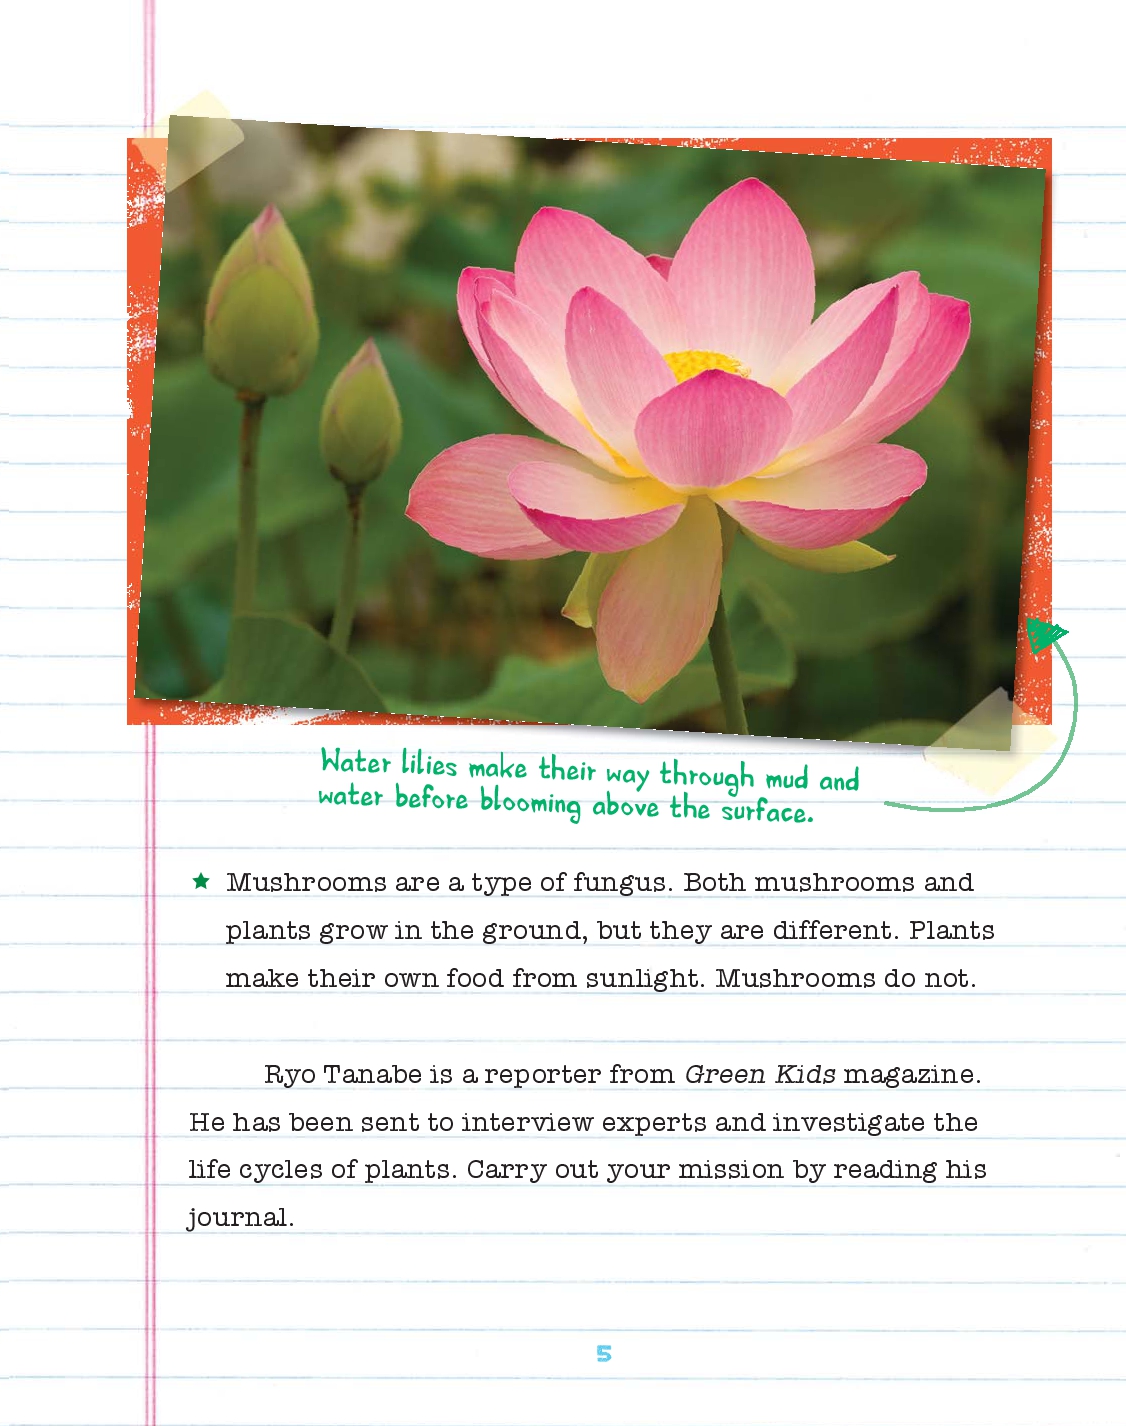 Water lilies make their way through mud and
water before blooming above the surface.
★ Mushrooms are a type of fungus. Both mushrooms and
plants grow in the ground, but they are different. Plants
make their own food from sunlight. Mushrooms do not.
Ryo Tanabe is a reporter from Green Kids magazine.
He has been sent to interview experts and investigate the
life cycles of plants. Carry out your mission by reading his
journal.
5